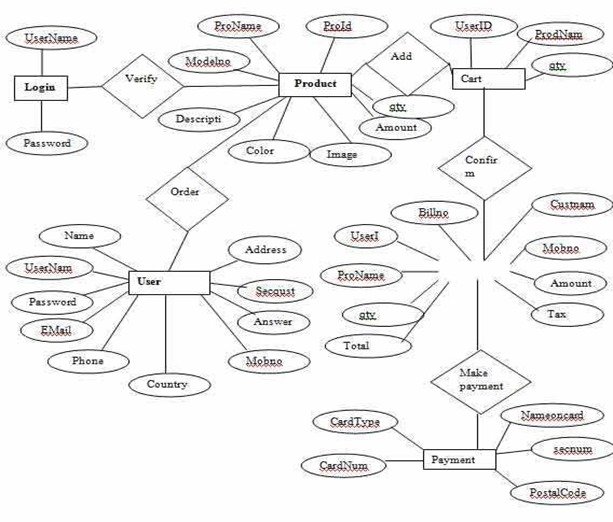 ProName
ProId
UserID
UserName
ProdNam
Modelno
Add
Verify
qty
Login
Product
Cart
qty
Descripti
Amount
Password
Color
Image
Confir
m
Order
Custnam
Billno
Name
UserI
Address
Mobno
UserNam
ProName
User
Amount
Secqust
Password
qty
Tax
EMail
Answer
Total
Phone
Mobno
Make
payment
Country
CardType
Nameoncard
secnum
CardNum
Payment
PostalCode